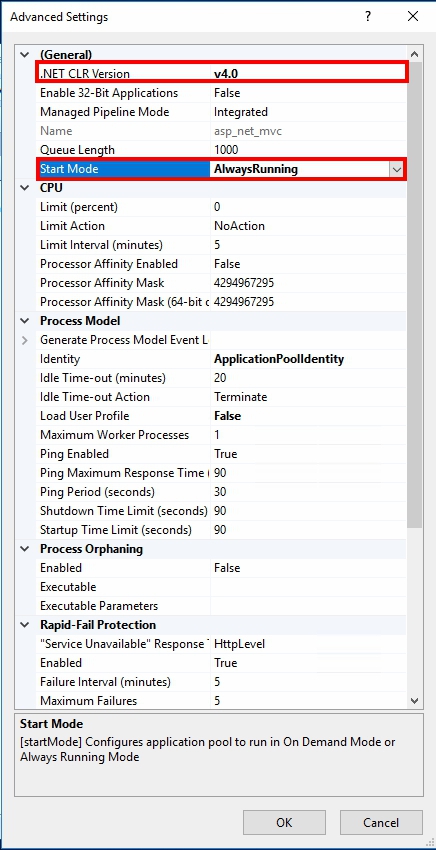 Advanced Settings ? ×
(General)
.NET CLR Version v4.0
Enable 32-Bit Applications False
Managed Pipeline Mode Integrated
Name asp_net_mvc
Queue Length 1000
Start Mode AlwaysRunning
CPU
Limit (percent) 0
Limit Action NoAction
Limit Interval (minutes) 5
Processor Affinity Enabled False
Processor Affinity Mask 4294967295
Processor Affinity Mask (64-bit c 4294967295
Process Model
Generate Process Model Event L
Identity ApplicationPoolIdentity
Idle Time-out (minutes) 20
Idle Time-out Action Terminate
Load User Profile False
Maximum Worker Processes 1
Ping Enabled True
Ping Maximum Response Time ( 90
Ping Period (seconds) 30
Shutdown Time Limit (seconds) 90
Startup Time Limit (seconds) 90
Process Orphaning
Enabled False
Executable
Executable Parameters
Rapid-Fail Protection
"Service Unavailable" Response T HttpLevel
Enabled True
Failure Interval (minutes) 5
Maximum Failures 5
Start Mode
[startMode] Configures application pool to run in On Demand Mode or
Always Running Mode
OK Cancel